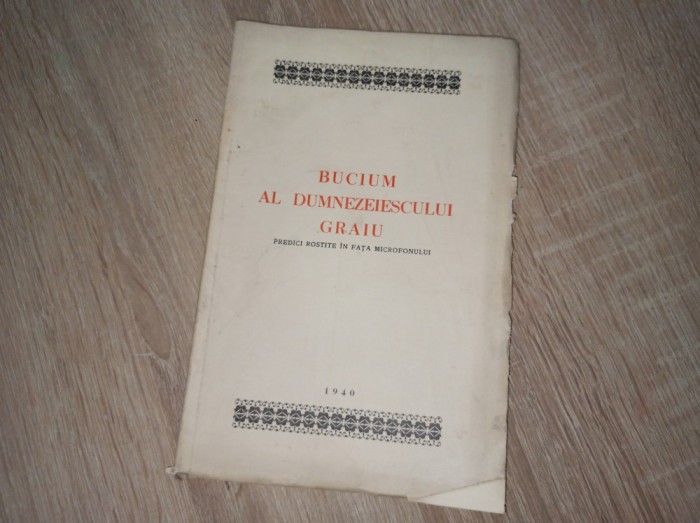 BUCIUM
AL DUMNEZEIESCULUI
GRAIU
PREDICI ROSTITE ÎN FAȚA MICROFONULUI
1940